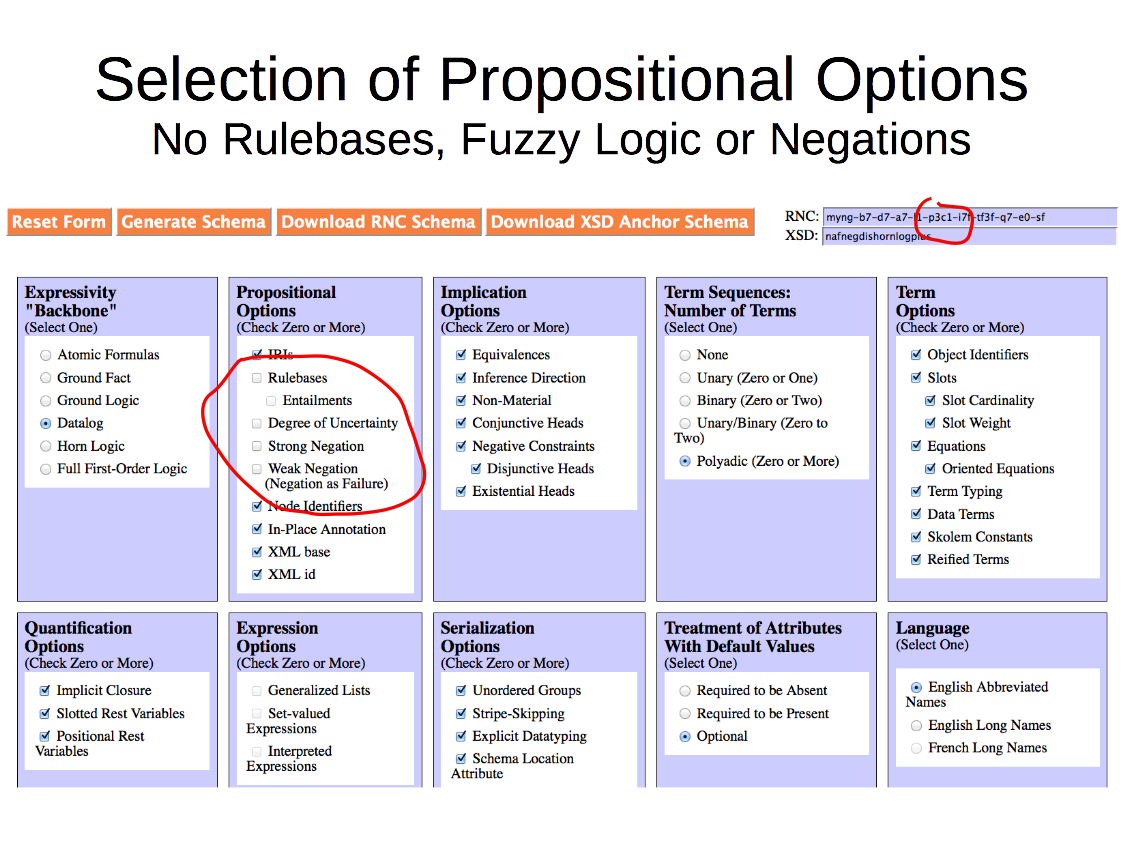 Selection of Propositional Options
No Rulebases, Fuzzy Logic or Negations
Reset Form Generate Schema Download RNC Schema Download XSD Anchor Schema
RNC: myng-b7-d7-a7-l1-p3c1-i7f-tf3f-q7-e0-sf
XSD: nafnegdishornlogplus
Expressivity
"Backbone"
(Select One)
Atomic Formulas
Ground Fact
Ground Logic
Datalog
Horn Logic
Full First-Order Logic
Propositional
Options
(Check Zero or More)
IRIs
Rulebases
Entailments
Degree of Uncertainty
Strong Negation
Weak Negation
(Negation as Failure)
Node Identifiers
In-Place Annotation
XML base
XML id
Implication
Options
(Check Zero or More)
Equivalences
Inference Direction
Non-Material
Conjunctive Heads
Negative Constraints
Disjunctive Heads
Existential Heads
Term Sequences:
Number of Terms
(Select One)
None
Unary (Zero or One)
Binary (Zero or Two)
Unary/Binary (Zero to
Two)
Polyadic (Zero or More)
Term
Options
(Check Zero or More)
Object Identifiers
Slots
Slot Cardinality
Slot Weight
Equations
Oriented Equations
Term Typing
Data Terms
Skolem Constants
Reified Terms
Quantification
Options
(Check Zero or More)
Implicit Closure
Slotted Rest Variables
Positional Rest
Variables
Expression
Options
(Check Zero or More)
Generalized Lists
Set-valued
Expressions
Interpreted
Expressions
Serialization
Options
(Check Zero or More)
Unordered Groups
Stripe-Skipping
Explicit Datatyping
Schema Location
Attribute
Treatment of Attributes
With Default Values
(Select One)
Required to be Absent
Required to be Present
Optional
Language
(Select One)
English Abbreviated
Names
English Long Names
French Long Names